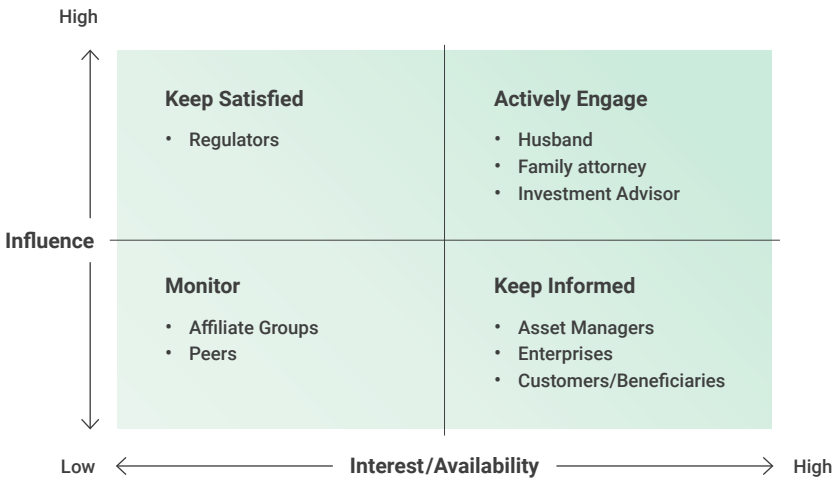 High
Keep Satisfied
• Regulators
Actively Engage
• Husband
• Family attorney
• Investment Advisor
Influence
Monitor
• Affiliate Groups
• Peers
Keep Informed
• Asset Managers
• Enterprises
• Customers/Beneficiaries
Low
Interest/Availability
High